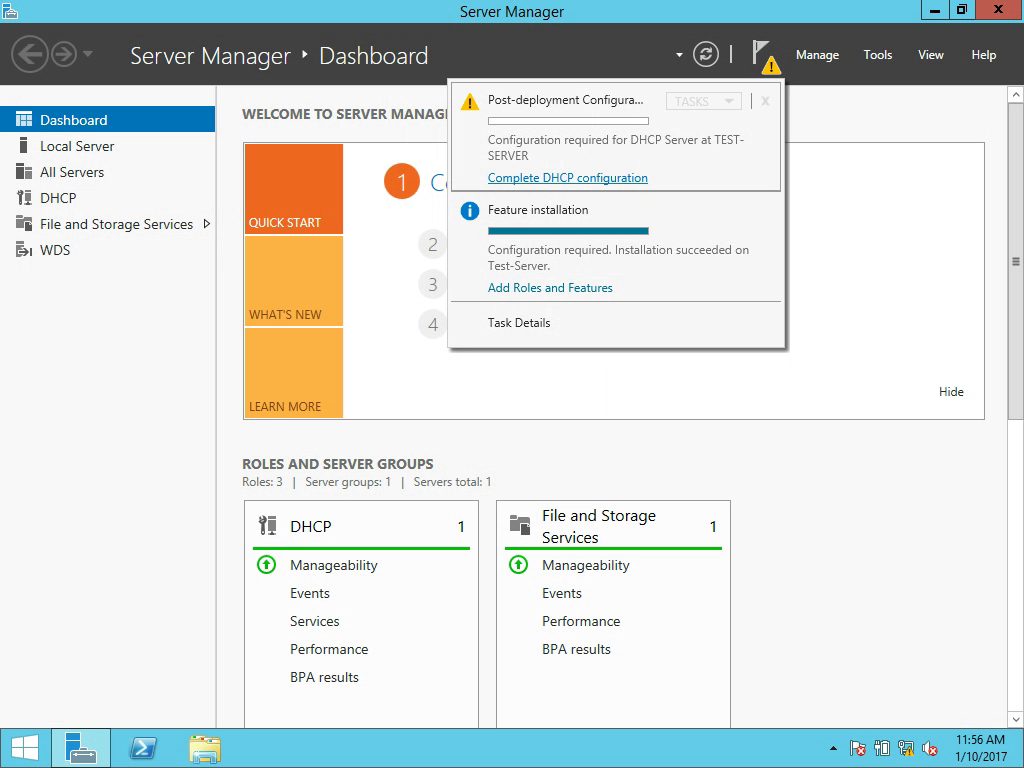 Server Manager
Server Manager • Dashboard
Manage
Tools
View
Help
Dashboard
Local Server
All Servers
DHCP
File and Storage Services
WDS
WELCOME TO SERVER MANAG
QUICK START
WHAT'S NEW
LEARN MORE
1
2
3
4
Post-deployment Configura...
TASKS
X
Configuration required for DHCP Server at TEST-
SERVER
Complete DHCP configuration
Feature installation
Configuration required. Installation succeeded on
Test-Server.
Add Roles and Features
Task Details
Hide
ROLES AND SERVER GROUPS
Roles: 3 | Server groups: 1 | Servers total: 1
DHCP 1
Manageability
Events
Services
Performance
BPA results
File and Storage
Services 1
Manageability
Events
Performance
BPA results
11:56 AM
1/10/2017